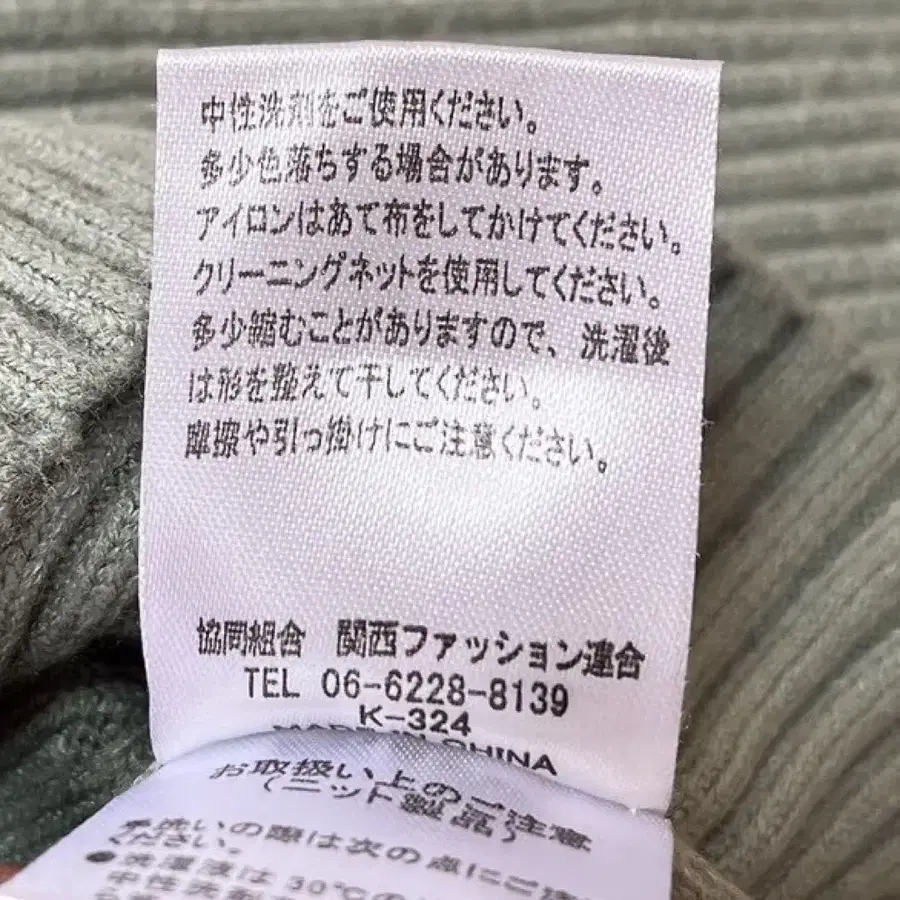 中性洗剤をご使用ください。
多少色落ちする場合があります。
アイロンはあて布をしてかけてください。
クリーニングネットを使用してください。
多少縮むことがありますので、洗濯後
は形を整えて干してください。
摩擦や引っ掛けにご注意ください。
協同組合 関西ファッション連合
TEL 06-6228-8139
K-324
MADE IN CHINA
お取扱い上のご注意
(ニット製品)
手洗いの際は次の点にご注
ください。
●洗濯液は30℃の
中性洗剤